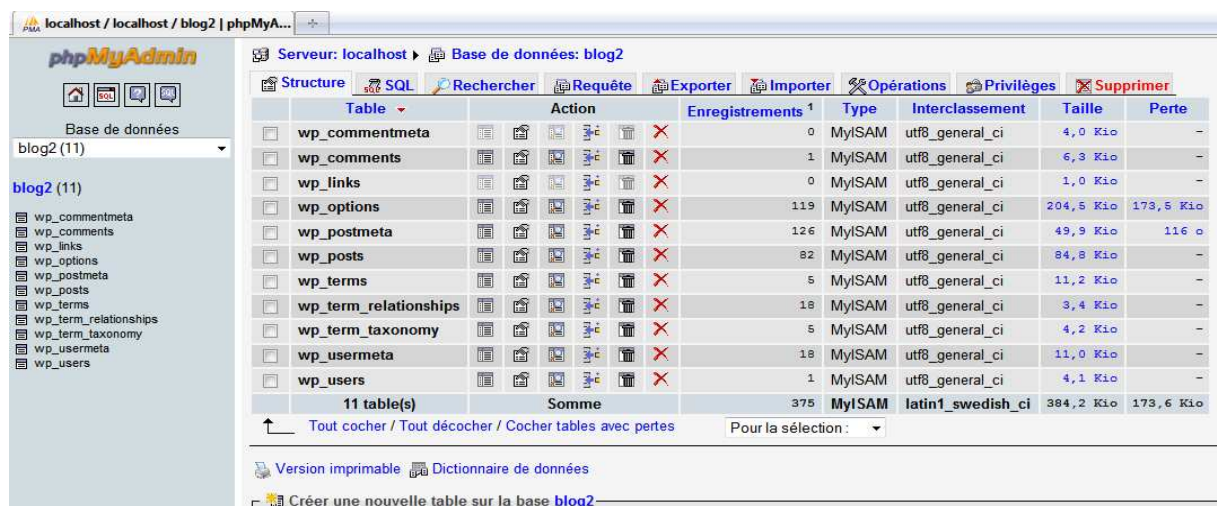 localhost / localhost / blog2 | phpMyA...
phpMyAdmin
Base de données
blog2 (11)
blog2 (11)
wp_commentmeta
wp_comments
wp_links
wp_options
wp_postmeta
wp_posts
wp_terms
wp_term_relationships
wp_term_taxonomy
wp_usermeta
wp_users
Serveur: localhost Base de données: blog2
Structure SQL Rechercher Requête Exporter Importer Opérations Privilèges Supprimer
Table Action Enregistrements 1 Type Interclassement Taille Perte
wp_commentmeta 0 MyISAM utf8_general_ci 4,0 Kio -
wp_comments 1 MyISAM utf8_general_ci 6,3 Kio -
wp_links 0 MyISAM utf8_general_ci 1,0 Kio -
wp_options 119 MyISAM utf8_general_ci 204,5 Kio 173,5 Kio
wp_postmeta 126 MyISAM utf8_general_ci 49,9 Kio 116 o
wp_posts 82 MyISAM utf8_general_ci 84,8 Kio -
wp_terms 5 MyISAM utf8_general_ci 11,2 Kio -
wp_term_relationships 18 MyISAM utf8_general_ci 3,4 Kio -
wp_term_taxonomy 5 MyISAM utf8_general_ci 4,2 Kio -
wp_usermeta 18 MyISAM utf8_general_ci 11,0 Kio -
wp_users 1 MyISAM utf8_general_ci 4,1 Kio -
11 table(s) Somme 375 MyISAM latin1_swedish_ci 384,2 Kio 173,6 Kio
Tout cocher / Tout décocher / Cocher tables avec pertes Pour la sélection :
Version imprimable Dictionnaire de données
Créer une nouvelle table sur la base blog2